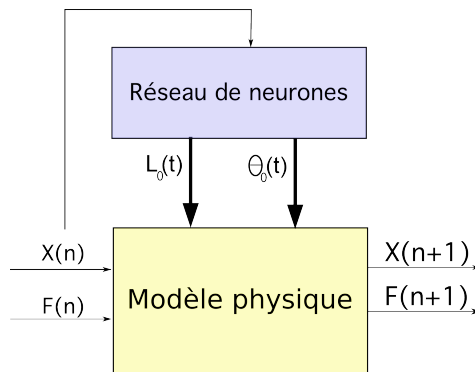 Réseau de neurones
L₀(t) Θ₀(t)
X(n) X(n+1)
F(n) F(n+1)
Modèle physique